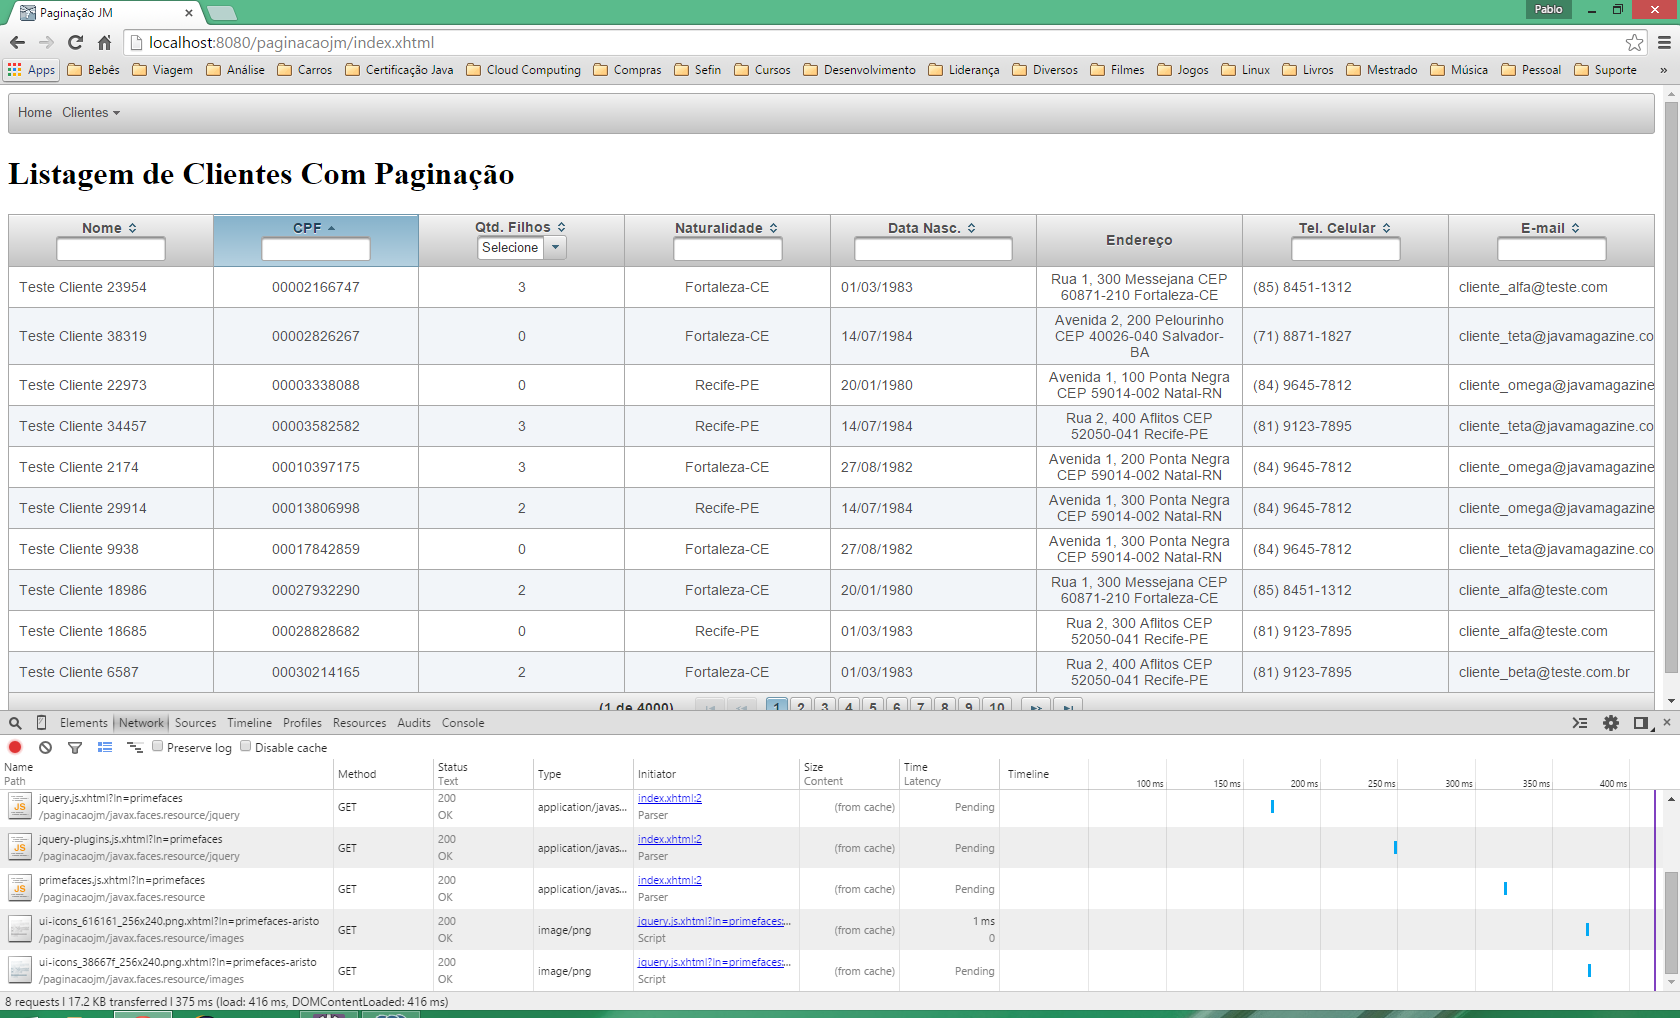 Paginação JM
Pablo
localhost:8080/paginacaojm/index.xhtml
Apps Bebês Viagem Análise Carros Certificação Java Cloud Computing Compras Sefin Cursos Desenvolvimento Liderança Diversos Filmes Jogos Linux Livros Mestrado Música Pessoal Suporte »
Home Clientes
Listagem de Clientes Com Paginação
Nome CPF Qtd. Filhos Naturalidade Data Nasc. Endereço Tel. Celular E-mail
Selecione
Teste Cliente 23954 00002166747 3 Fortaleza-CE 01/03/1983 Rua 1, 300 Messejana CEP 60871-210 Fortaleza-CE (85) 8451-1312 cliente_alfa@teste.com
Teste Cliente 38319 00002826267 0 Fortaleza-CE 14/07/1984 Avenida 2, 200 Pelourinho CEP 40026-040 Salvador-BA (71) 8871-1827 cliente_teta@javamagazine.co
Teste Cliente 22973 00003338088 0 Recife-PE 20/01/1980 Avenida 1, 100 Ponta Negra CEP 59014-002 Natal-RN (84) 9645-7812 cliente_omega@javamagazine
Teste Cliente 34457 00003582582 3 Recife-PE 14/07/1984 Rua 2, 400 Aflitos CEP 52050-041 Recife-PE (81) 9123-7895 cliente_teta@javamagazine.co
Teste Cliente 2174 00010397175 3 Fortaleza-CE 27/08/1982 Avenida 1, 200 Ponta Negra CEP 59014-002 Natal-RN (84) 9645-7812 cliente_omega@javamagazine
Teste Cliente 29914 00013806998 2 Recife-PE 14/07/1984 Avenida 1, 300 Ponta Negra CEP 59014-002 Natal-RN (84) 9645-7812 cliente_omega@javamagazine
Teste Cliente 9938 00017842859 0 Fortaleza-CE 27/08/1982 Avenida 1, 300 Ponta Negra CEP 59014-002 Natal-RN (84) 9645-7812 cliente_teta@javamagazine.co
Teste Cliente 18986 00027932290 2 Fortaleza-CE 20/01/1980 Rua 1, 300 Messejana CEP 60871-210 Fortaleza-CE (85) 8451-1312 cliente_alfa@teste.com
Teste Cliente 18685 00028828682 0 Recife-PE 01/03/1983 Rua 2, 300 Aflitos CEP 52050-041 Recife-PE (81) 9123-7895 cliente_alfa@teste.com
Teste Cliente 6587 00030214165 2 Fortaleza-CE 01/03/1983 Rua 2, 400 Aflitos CEP 52050-041 Recife-PE (81) 9123-7895 cliente_beta@teste.com.br
(1 de 4000) 1 2 3 4 5 6 7 8 9 10
Elements Network Sources Timeline Profiles Resources Audits Console
Preserve log Disable cache
Name Path Method Status Text Type Initiator Size Content Time Latency Timeline 100 ms 150 ms 200 ms 250 ms 300 ms 350 ms 400 ms
jquery.js.xhtml?ln=primefaces /paginacaojm/javax.faces.resource/jquery GET 200 OK application/javas... index.xhtml:2 Parser (from cache) Pending
jquery-plugins.js.xhtml?ln=primefaces /paginacaojm/javax.faces.resource/jquery GET 200 OK application/javas... index.xhtml:2 Parser (from cache) Pending
primefaces.js.xhtml?ln=primefaces /paginacaojm/javax.faces.resource GET 200 OK application/javas... index.xhtml:2 Parser (from cache) Pending
ui-icons_616161_256x240.png.xhtml?ln=primefaces-aristo /paginacaojm/javax.faces.resource/images GET 200 OK image/png jquery.js.xhtml?ln=primefaces:... Script (from cache) 1 ms 0
ui-icons_38667f_256x240.png.xhtml?ln=primefaces-aristo /paginacaojm/javax.faces.resource/images GET 200 OK image/png jquery.js.xhtml?ln=primefaces:... Script (from cache) Pending
8 requests | 17.2 KB transferred | 375 ms (load: 416 ms, DOMContentLoaded: 416 ms)